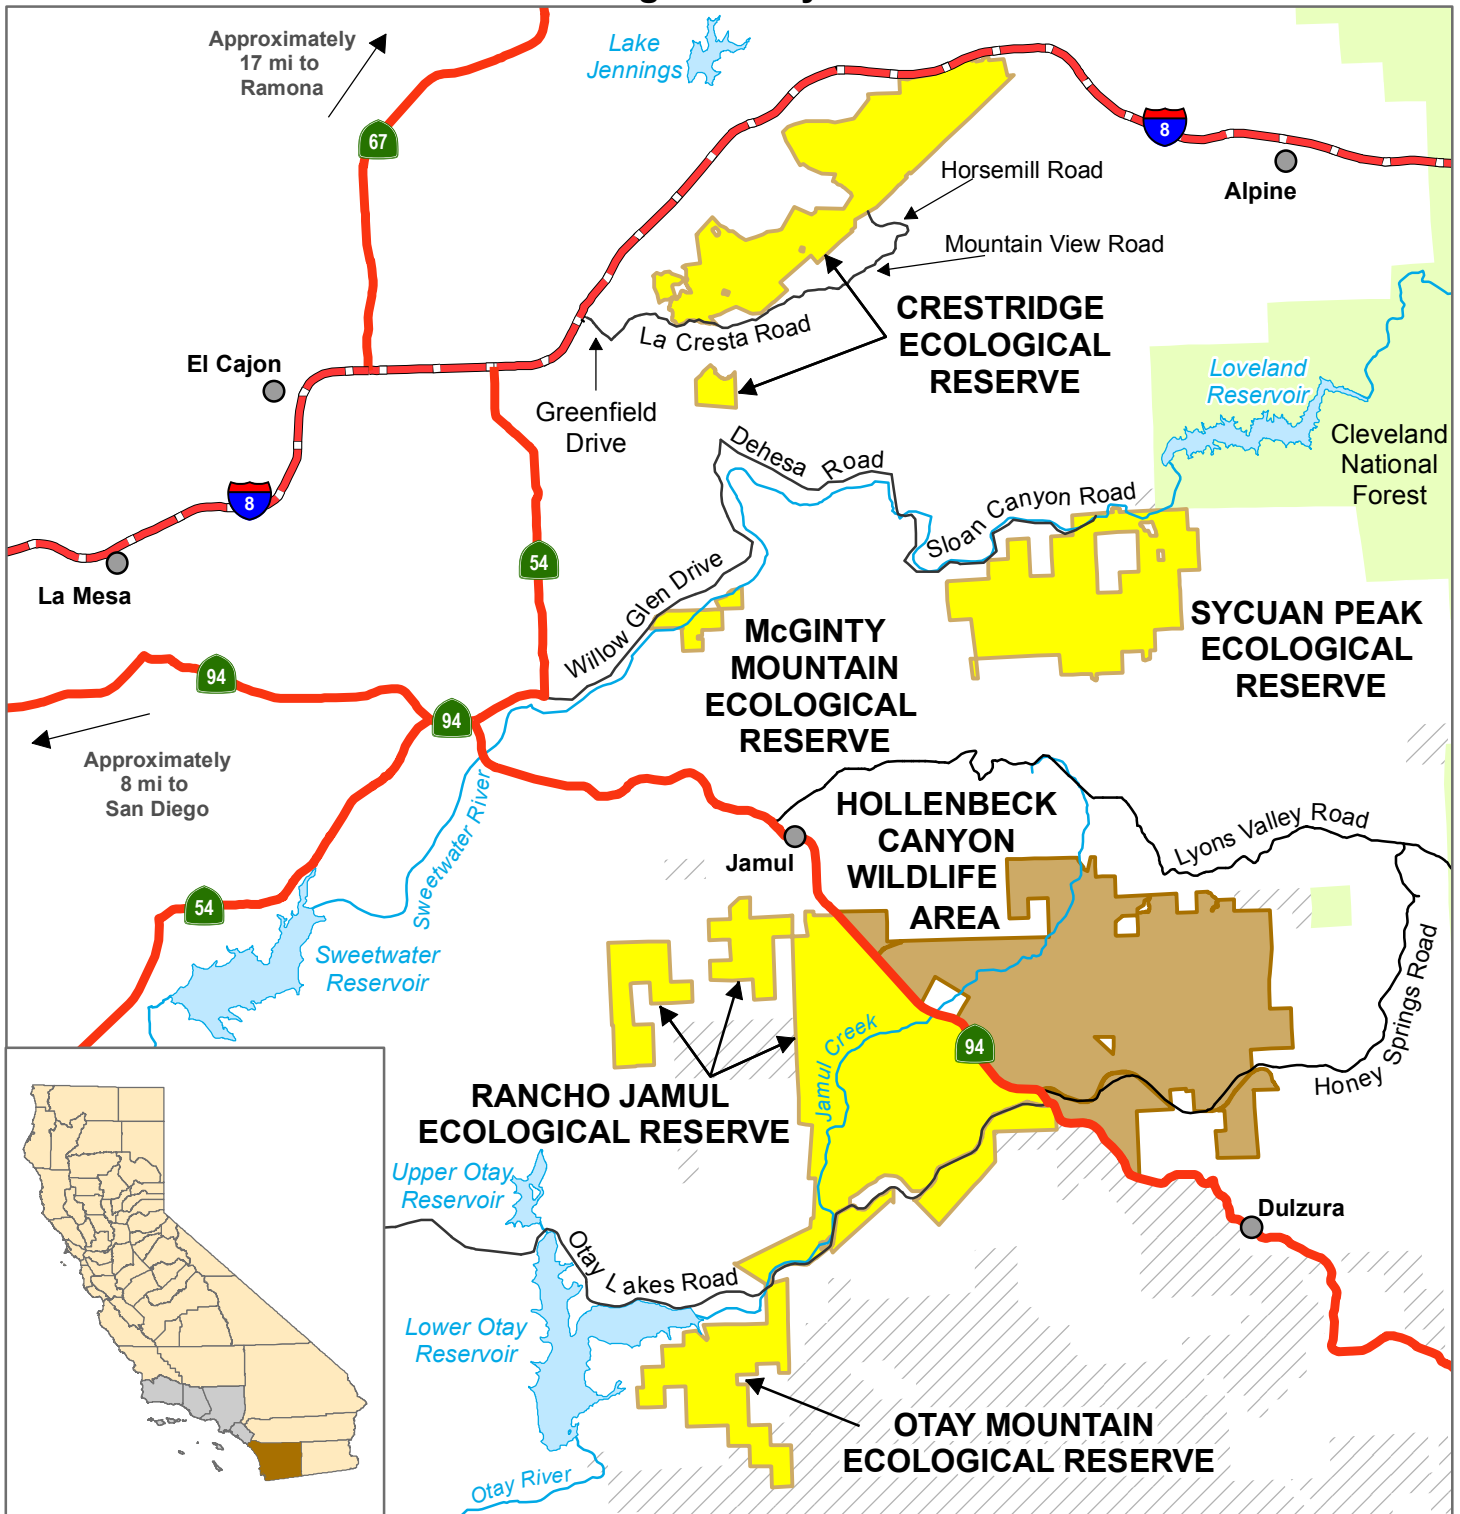 Approximately
17 mi to
Ramona
Lake
Jennings
67
8
Alpine
Horsemill Road
Mountain View Road
CRESTRIDGE
ECOLOGICAL
RESERVE
La Cresta Road
El Cajon
Greenfield
Drive
Loveland
Reservoir
Cleveland
National
Forest
Dehesa Road
8
Sloan Canyon Road
La Mesa
54
Willow Glen Drive
McGINTY
MOUNTAIN
ECOLOGICAL
RESERVE
SYCUAN PEAK
ECOLOGICAL
RESERVE
94
94
Approximately
8 mi to
San Diego
Sweetwater River
HOLLENBECK
CANYON
WILDLIFE
AREA
Lyons Valley Road
Jamul
54
Sweetwater
Reservoir
Honey Springs Road
Jamul Creek
94
RANCHO JAMUL
ECOLOGICAL RESERVE
Upper Otay
Reservoir
Dulzura
Otay Lakes Road
Lower Otay
Reservoir
OTAY MOUNTAIN
ECOLOGICAL RESERVE
Otay River